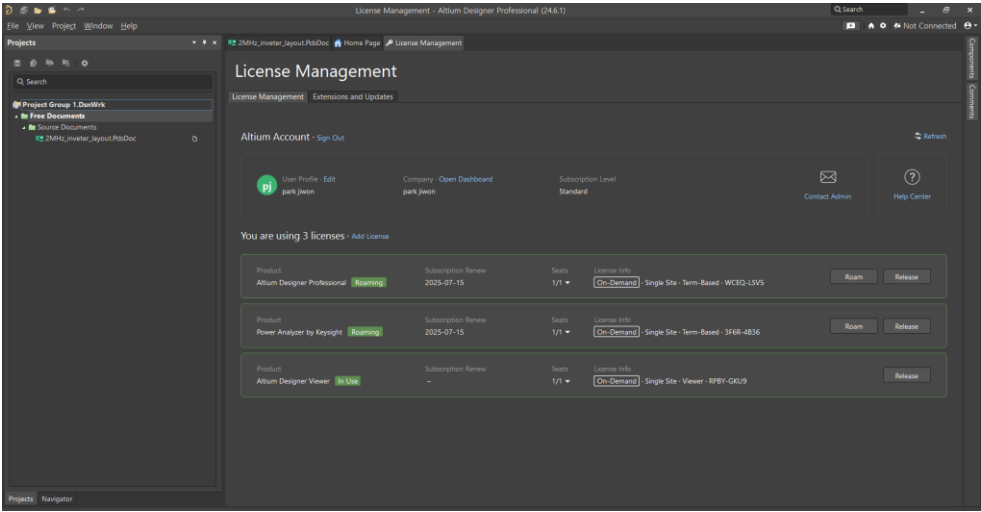 License Management - Altium Designer Professional (24.6.1)
Search
File View Project Window Help
Not Connected
Projects
2MHz_inveter_layout.PcbDoc Home Page License Management
Search
Project Group 1.DsnWrk
Free Documents
Source Documents
2MHz_inveter_layout.PcbDoc
License Management
License Management Extensions and Updates
Altium Account - Sign Out
Refresh
pj
User Profile - Edit
park jiwon
Company - Open Dashboard
park jiwon
Subscription Level
Standard
Contact Admin
Help Center
You are using 3 licenses - Add License
Product Subscription Renew Seats License Info
Altium Designer Professional Roaming 2025-07-15 1/1 On-Demand - Single Site - Term-Based - WCEQ-LSV5 Roam Release
Product Subscription Renew Seats License Info
Power Analyzer by Keysight Roaming 2025-07-15 1/1 On-Demand - Single Site - Term-Based - 3F6R-4B36 Roam Release
Product Subscription Renew Seats License Info
Altium Designer Viewer In Use – 1/1 On-Demand - Single Site - Viewer - RPBY-GKU9 Release
Components
Comments
Projects Navigator